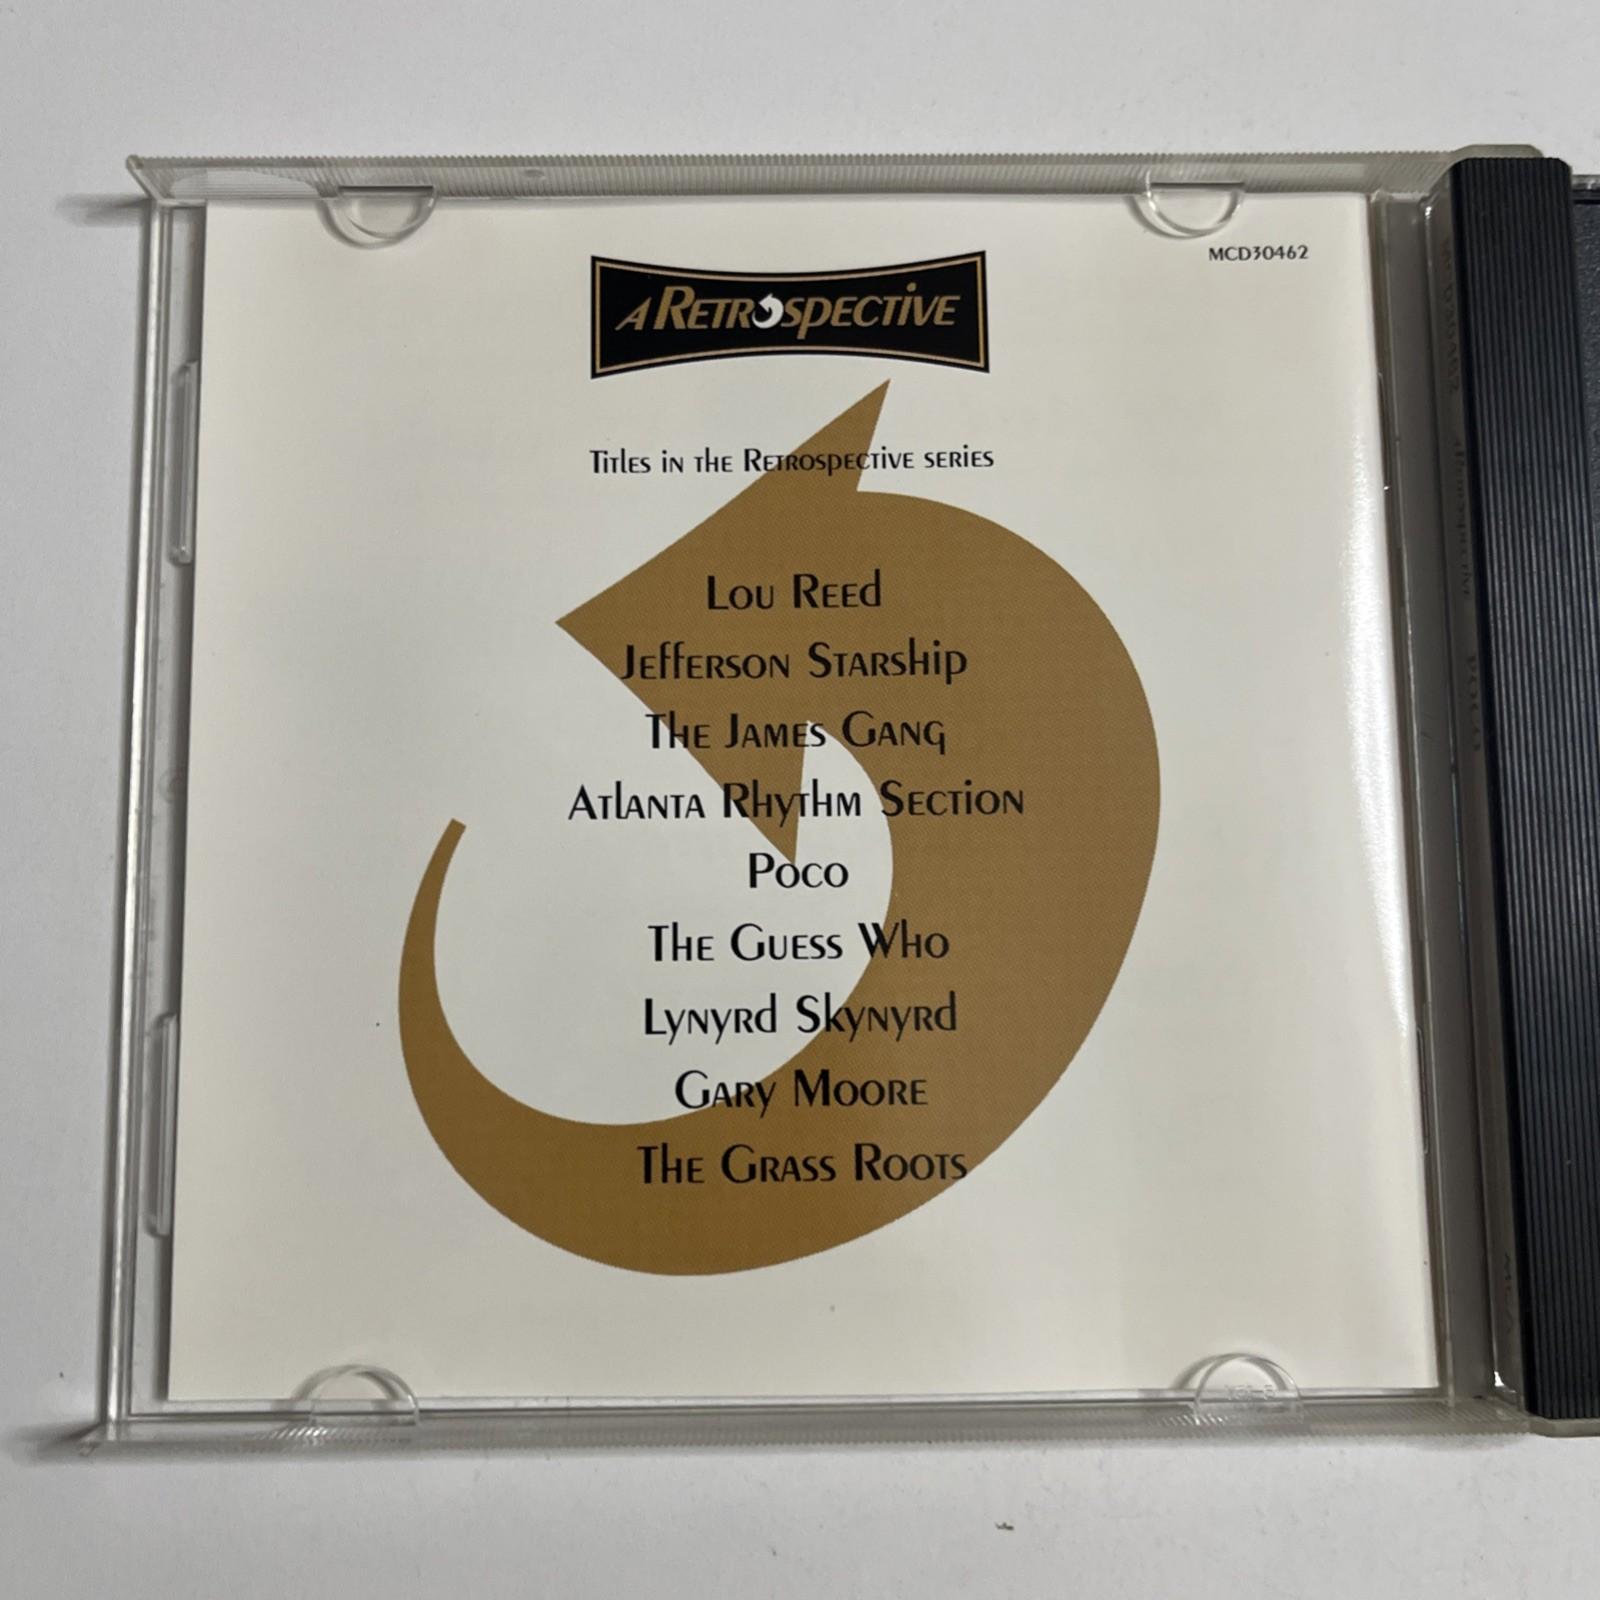 MCD30462
A Retrospective
Titles in the Retrospective series
Lou Reed
Jefferson Starship
The James Gang
Atlanta Rhythm Section
Poco
The Guess Who
Lynyrd Skynyrd
Gary Moore
The Grass Roots